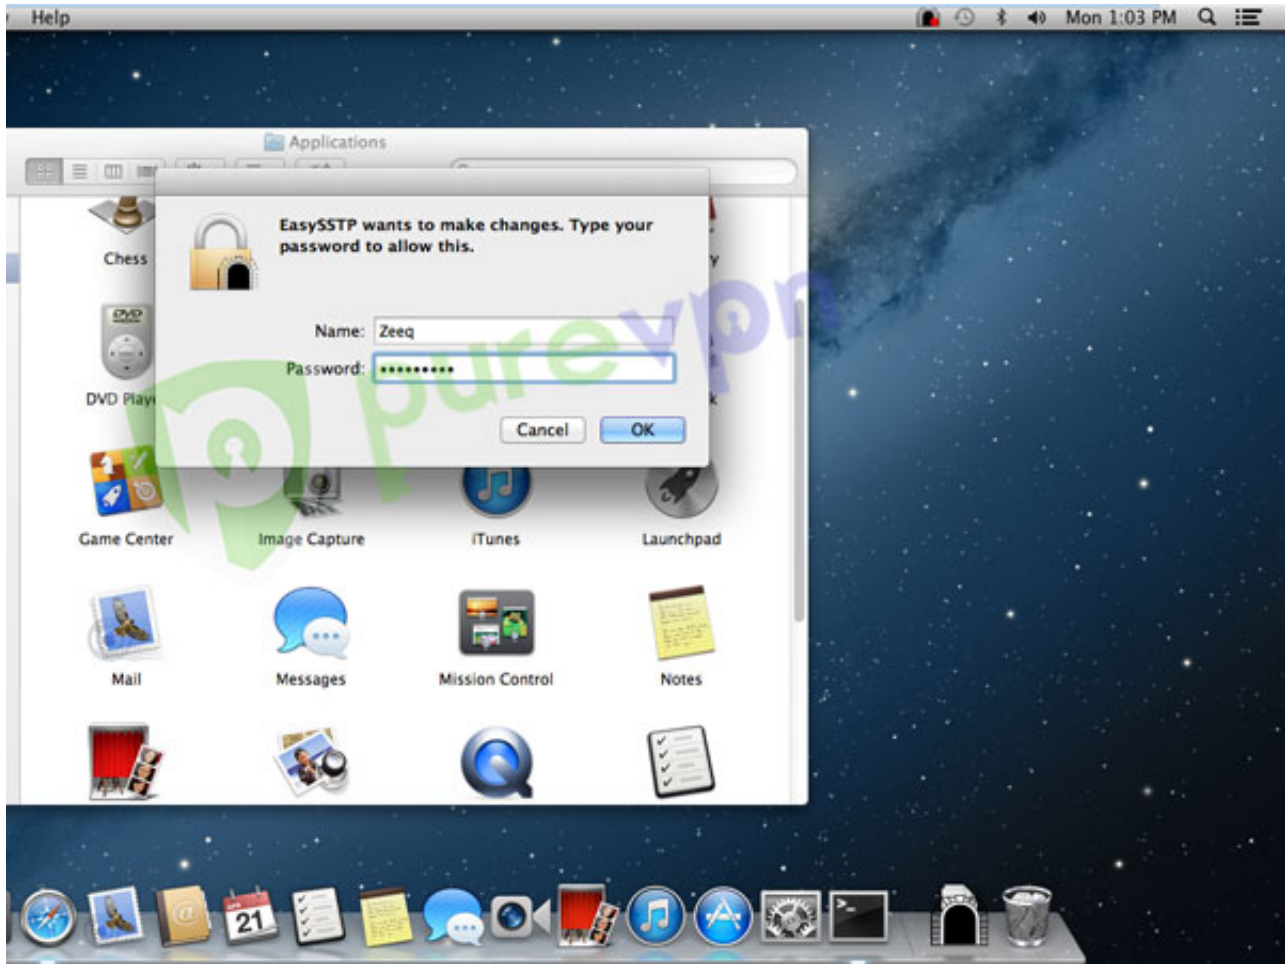 Help
Mon 1:03 PM
Applications
EasySSTP wants to make changes. Type your
password to allow this.
Name: Zeeq
Password: •••••••••
Cancel
OK
purevpn
Chess
DVD
DVD Play
Game Center
Image Capture
iTunes
Launchpad
Mail
Messages
Mission Control
Notes
21